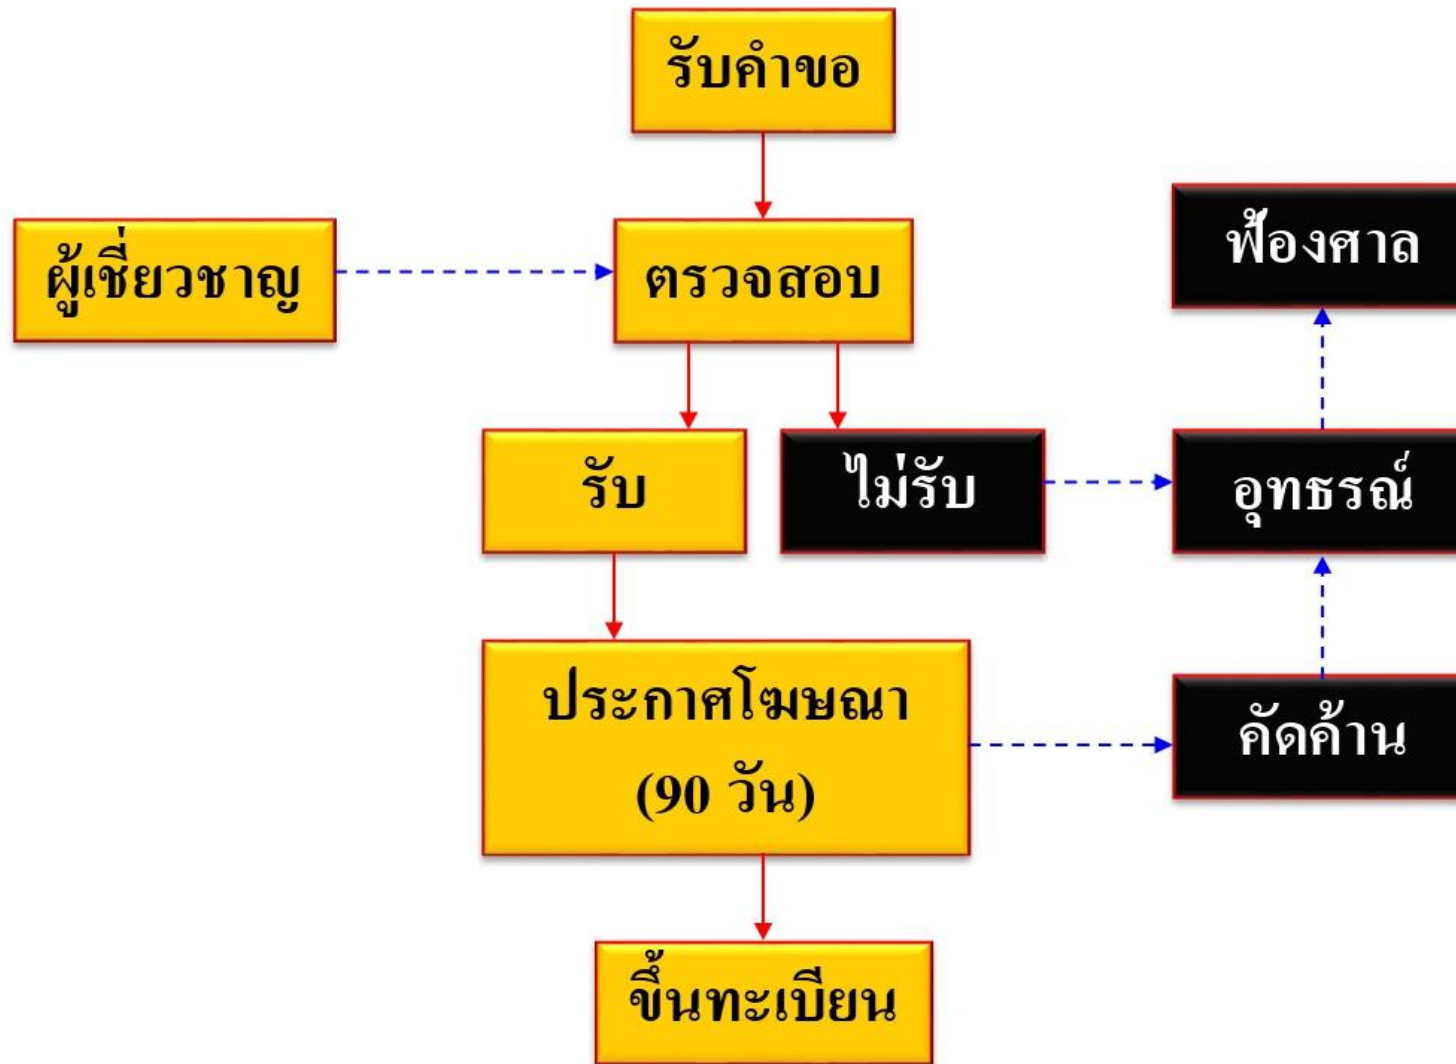 รับคำขอ
ฟ้องศาล
ผู้เชี่ยวชาญ
ตรวจสอบ
รับ
ไม่รับ
อุทธรณ์
ประกาศโฆษณา
(90 วัน)
คัดค้าน
ขึ้นทะเบียน